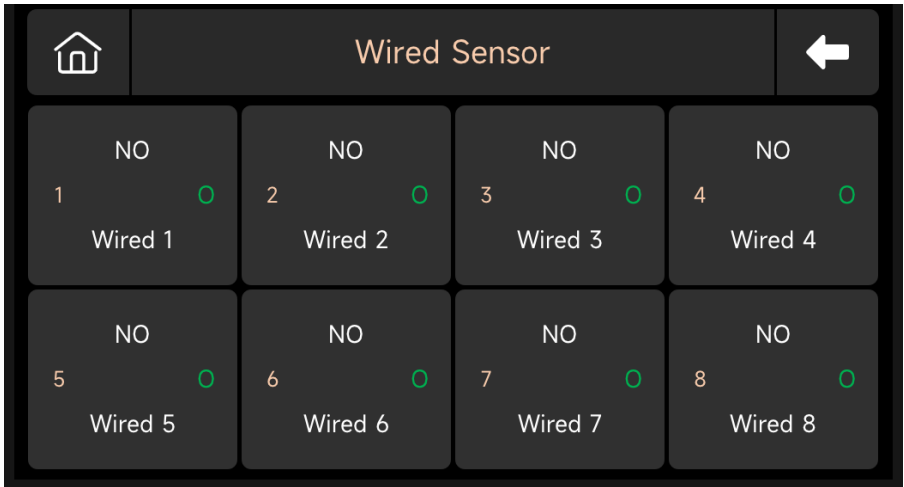 Wired Sensor
NO
1 O
Wired 1
NO
2 O
Wired 2
NO
3 O
Wired 3
NO
4 O
Wired 4
NO
5 O
Wired 5
NO
6 O
Wired 6
NO
7 O
Wired 7
NO
8 O
Wired 8